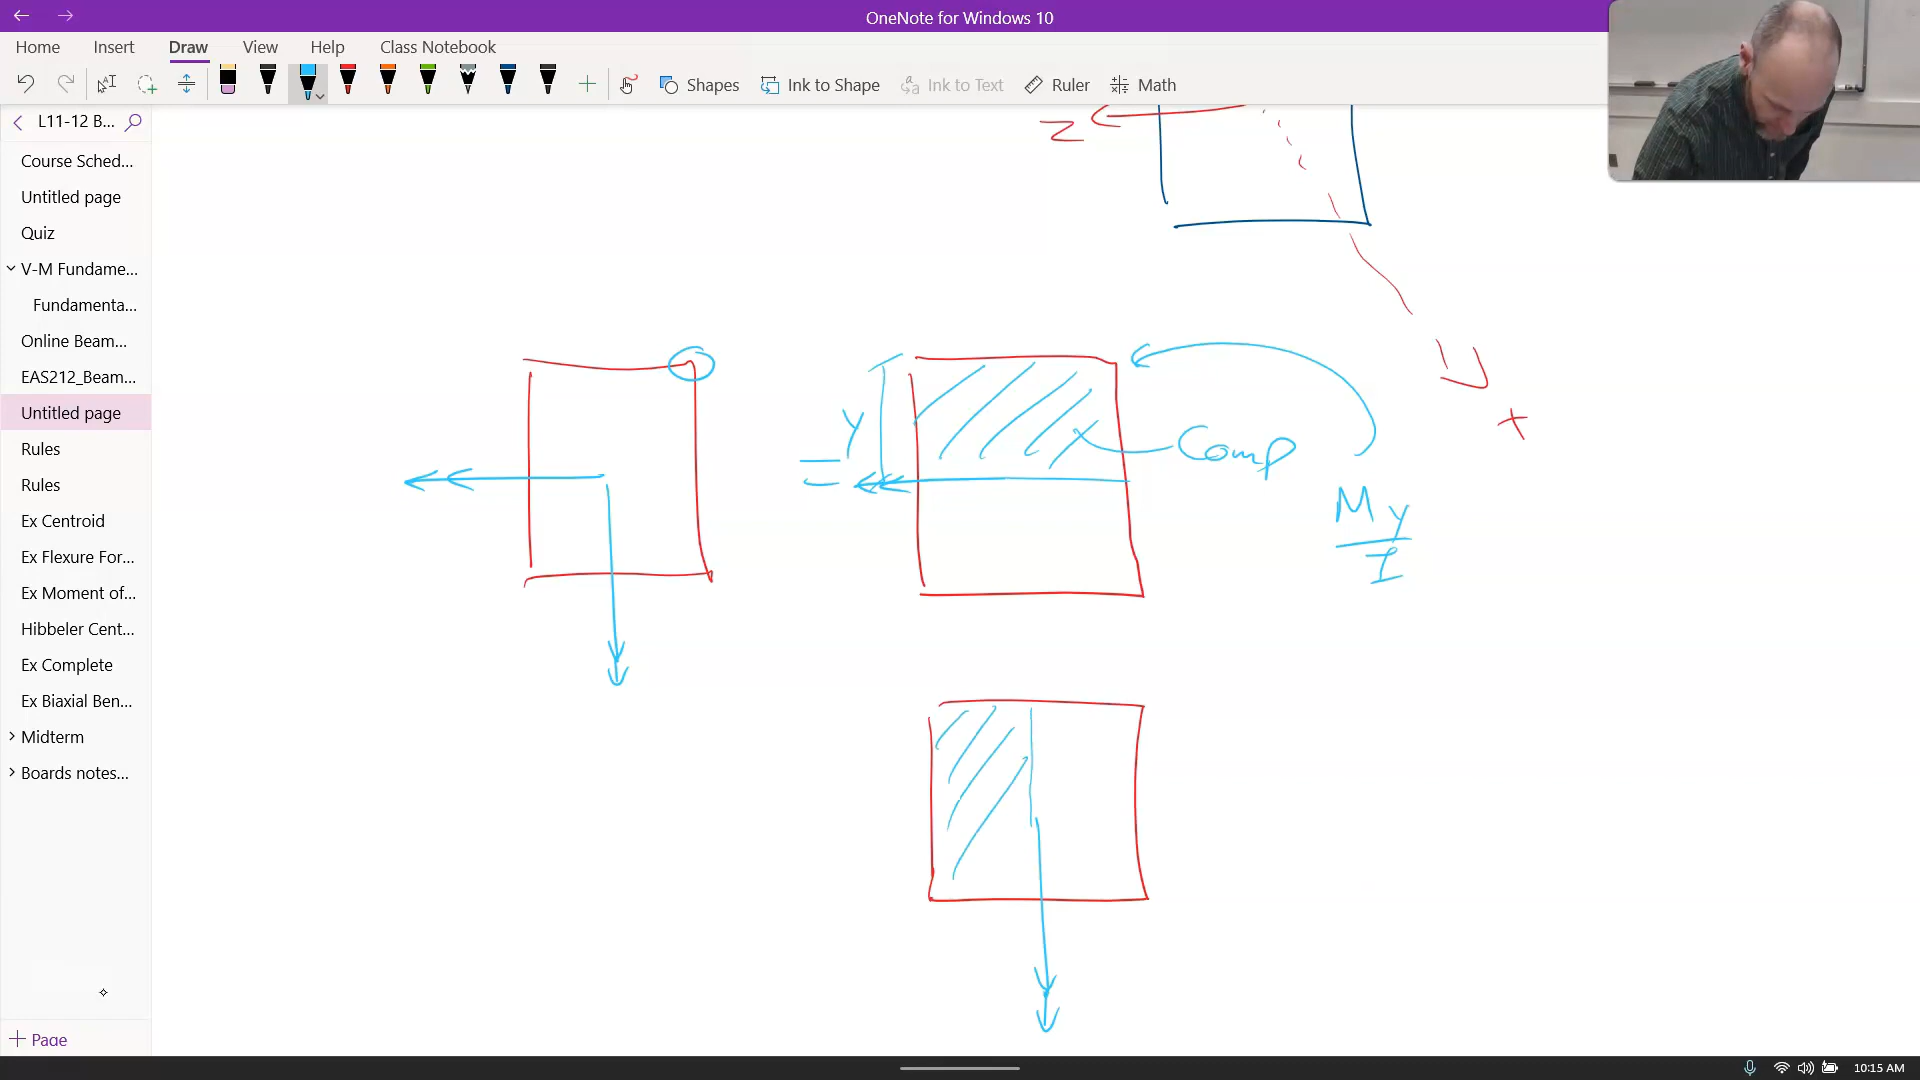 OneNote for Windows 10
Home Insert Draw View Help Class Notebook
Shapes Ink to Shape Ink to Text Ruler Math
L11-12 B...
Course Sched...
Untitled page
Quiz
V-M Fundame...
Fundamenta...
Online Beam...
EAS212_Beam...
Untitled page
Rules
Rules
Ex Centroid
Ex Flexure For...
Ex Moment of...
Hibbeler Cent...
Ex Complete
Ex Biaxial Ben...
Midterm
Boards notes...
+ Page
z
y
+
=
y
Comp
My
I
10:15 AM